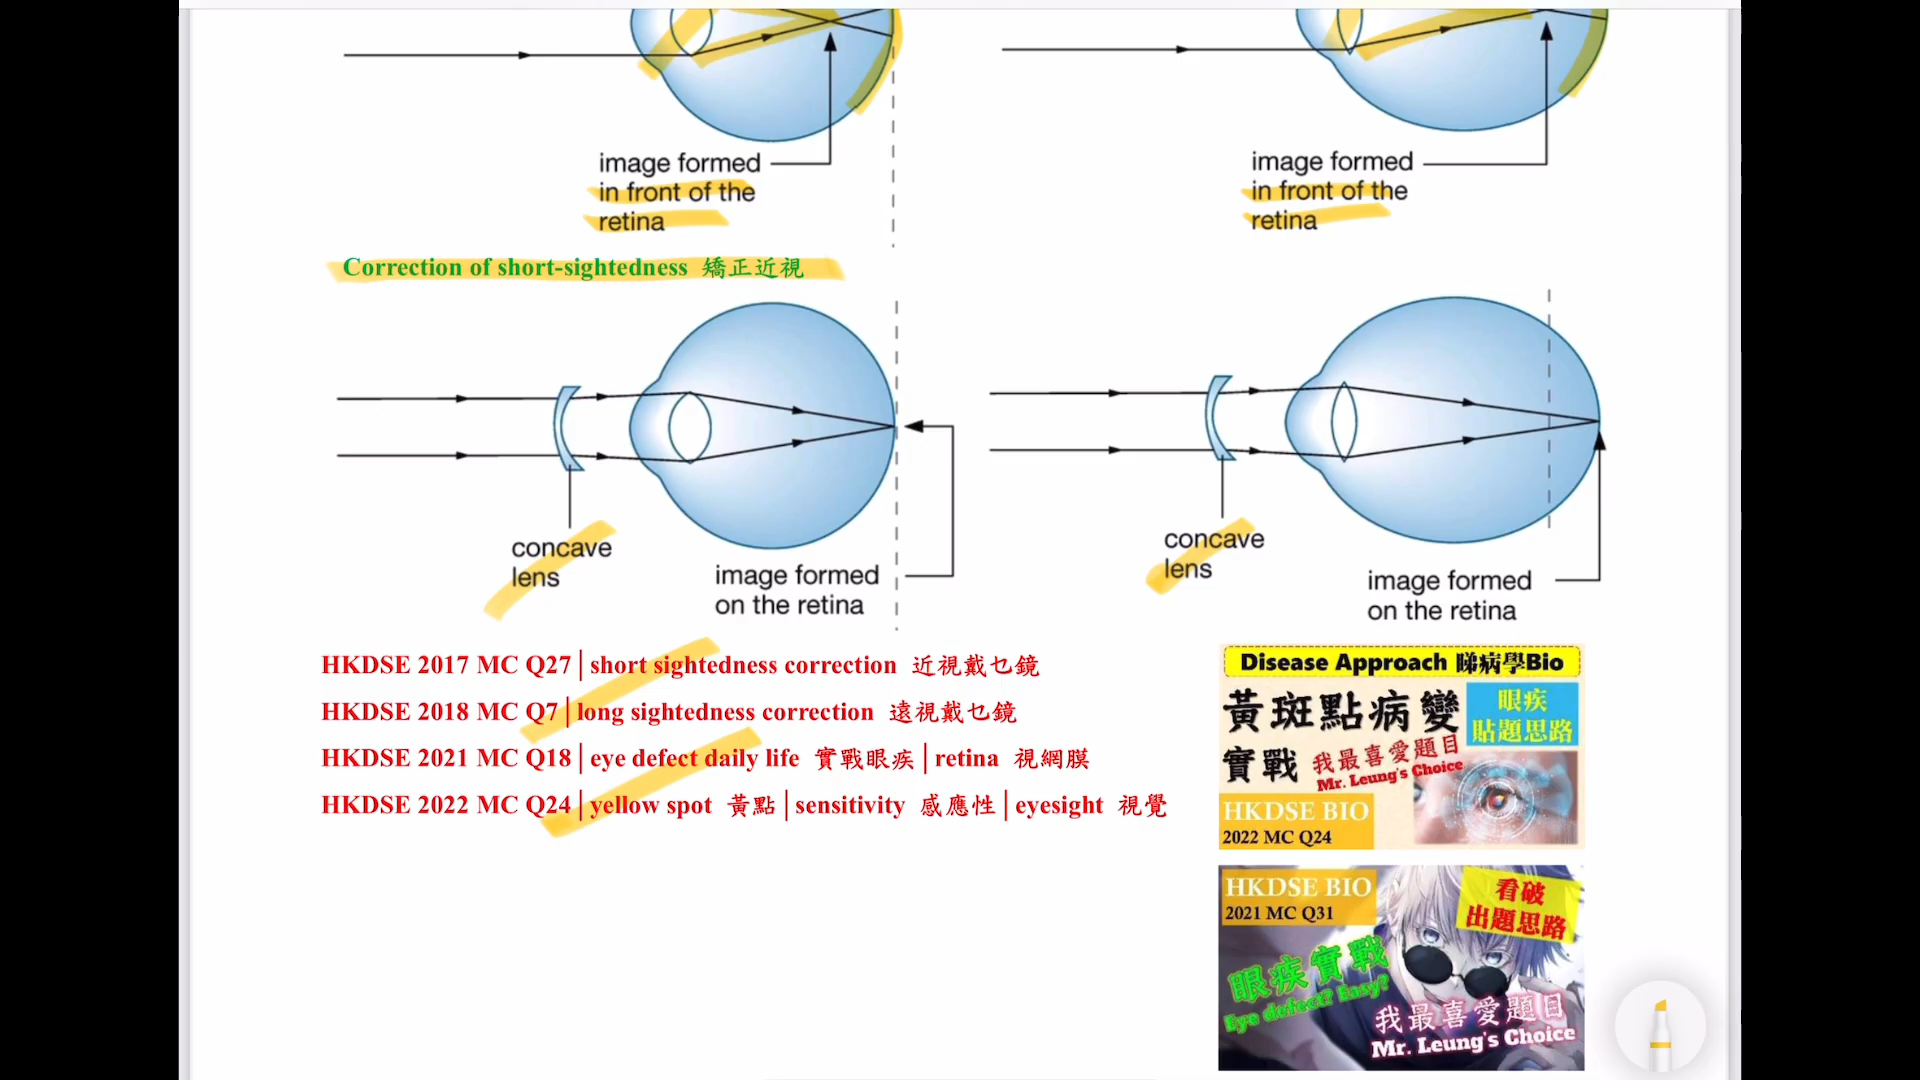 image formed
in front of the
retina
image formed
in front of the
retina
Correction of short-sightedness 矯正近視
concave
lens
image formed
on the retina
concave
lens
image formed
on the retina
HKDSE 2017 MC Q27│short sightedness correction 近視戴乜鏡
HKDSE 2018 MC Q7│long sightedness correction 遠視戴乜鏡
HKDSE 2021 MC Q18│eye defect daily life 實戰眼疾│retina 視網膜
HKDSE 2022 MC Q24│yellow spot 黃點│sensitivity 感應性│eyesight 視覺
Disease Approach 睇病學Bio
黃斑點病變
眼疾
貼題思路
實戰
我最喜愛題目
Mr. Leung's Choice
HKDSE BIO
2022 MC Q24
HKDSE BIO
2021 MC Q31
看破
出題思路
眼疾實戰
Eye defect? Easy?
我最喜愛題目
Mr. Leung's Choice